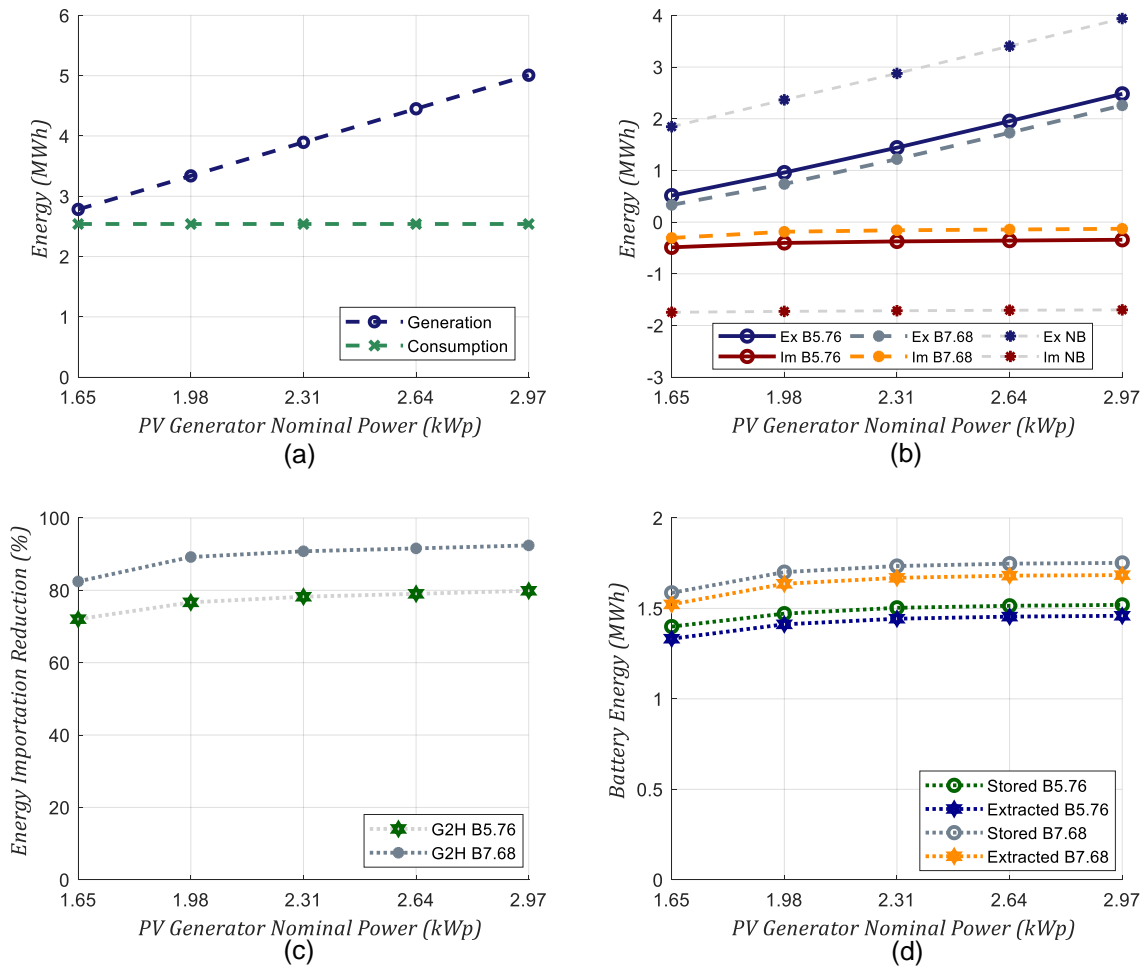 6
5
4
3
2
1
0
Energy (MWh)
Generation
Consumption
1.65 1.98 2.31 2.64 2.97
PV Generator Nominal Power (kWp)
(a)
4
3
2
1
0
-1
-2
-3
Energy (MWh)
Ex B5.76 Ex B7.68 Ex NB
Im B5.76 Im B7.68 Im NB
1.65 1.98 2.31 2.64 2.97
PV Generator Nominal Power (kWp)
(b)
100
80
60
40
20
0
Energy Importation Reduction (%)
G2H B5.76
G2H B7.68
1.65 1.98 2.31 2.64 2.97
PV Generator Nominal Power (kWp)
(c)
2
1.5
1
0.5
0
Battery Energy (MWh)
Stored B5.76
Extracted B5.76
Stored B7.68
Extracted B7.68
1.65 1.98 2.31 2.64 2.97
PV Generator Nominal Power (kWp)
(d)